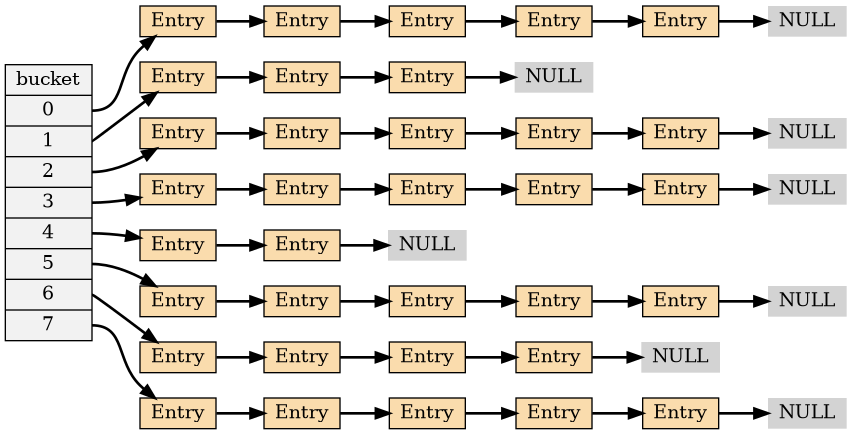 Entry Entry Entry Entry Entry NULL
bucket
Entry Entry Entry NULL
0
1
Entry Entry Entry Entry Entry NULL
2
3
Entry Entry Entry Entry Entry NULL
4
Entry Entry NULL
5
6
Entry Entry Entry Entry Entry NULL
7
Entry Entry Entry Entry NULL
Entry Entry Entry Entry Entry NULL